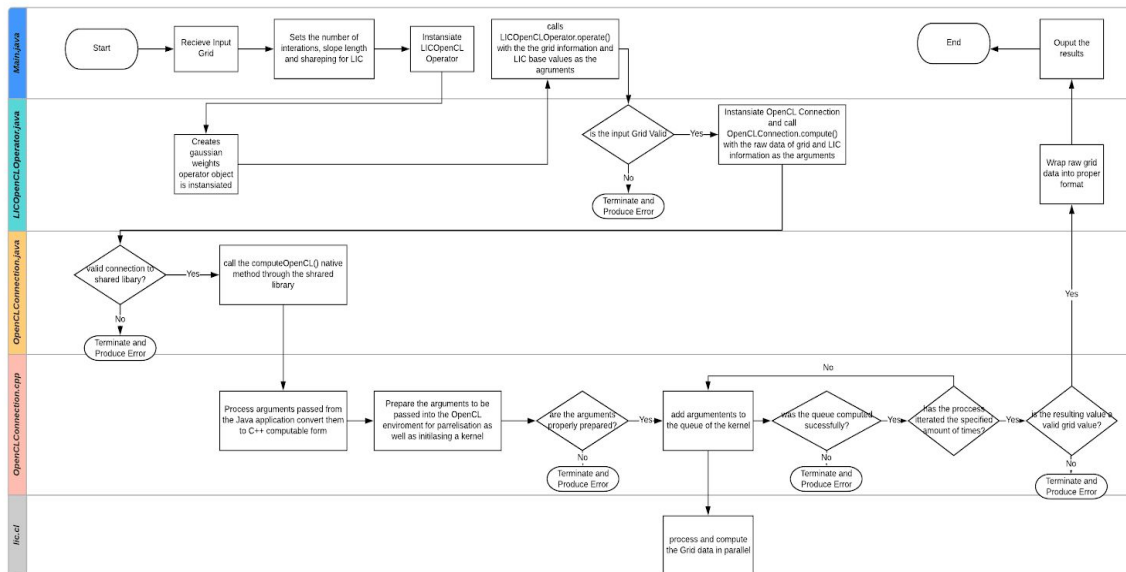 Main.java
Start
Recieve Input
Grid
Sets the number of
interations, slope length
and shareping for LIC
Instansiate
LICOpenCL
Operator
calls
LICOpenCLOperator.operate()
with the the grid information and
LIC base values as the
agruments
End
Ouput the
results
LICOpenCLOperator.java
Creates
gaussian
weights
operator object
is instansiated
is the input Grid Valid
Yes
No
Terminate and
Produce Error
Instansiate OpenCL Connection
and call
OpenCLConnection.compute()
with the raw data of grid and LIC
information as the arguments
Wrap raw grid
data into proper
format
OpenCLConnection.java
valid connection to
shared libary?
Yes
No
Terminate and
Produce Error
call the computeOpenCL() native
method through the shrared
library
Yes
OpenCLConnection.cpp
Process arguments passed from
the Java application convert them
to C++ computable form
Prepare the arguments to be
passed into the OpenCL
enviroment for parrelisation as
well as initilasing a kernel
are the arguments
properly prepared?
Yes
No
Terminate and
Produce Error
add argumentents to
the queue of the kernel
No
was the queue computed
sucessfully?
Yes
No
Terminate and
Produce Error
has the proccess
itterated the specified
amount of times?
Yes
is the resulting value a
valid grid value?
No
Terminate and
Produce Error
lic.cl
process and compute
the Grid data in parallel